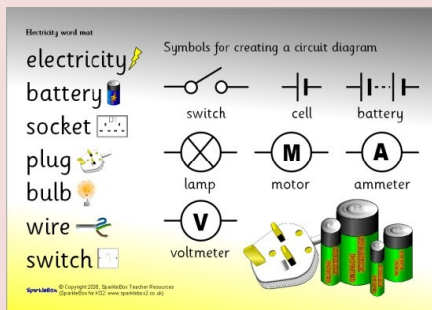 Electricity word mat
electricity
battery
socket
plug
bulb
wire
switch
Symbols for creating a circuit diagram
switch
cell
battery
lamp
M
motor
A
ammeter
V
voltmeter
SparkleBox © Copyright 2008, SparkleBox Teacher Resources
(SparkleBox for KS2: www.sparklebox2.co.uk)